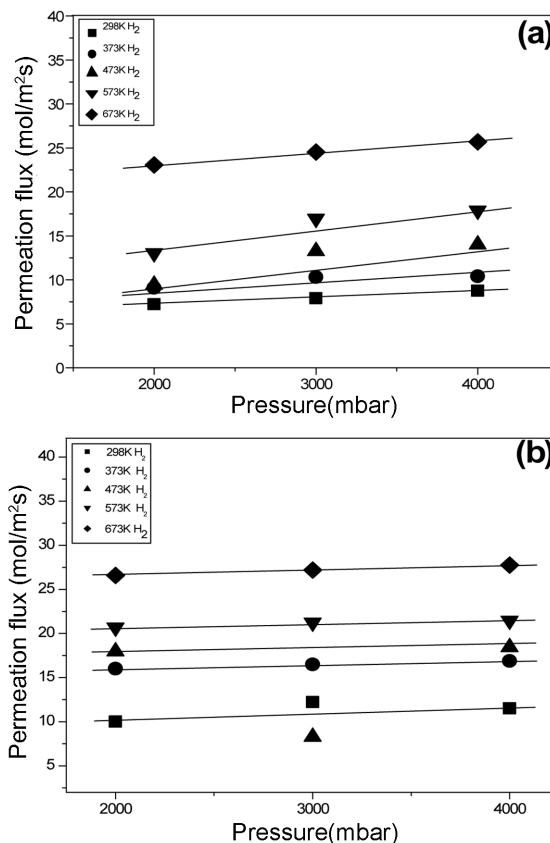 (a)
298K H2
373K H2
473K H2
573K H2
673K H2
Permeation flux (mol/m²s)
40
35
30
25
20
15
10
5
0
2000 3000 4000
Pressure(mbar)
(b)
298K H2
373K H2
473K H2
573K H2
673K H2
Permeation flux (mol/m²s)
40
35
30
25
20
15
10
5
2000 3000 4000
Pressure(mbar)